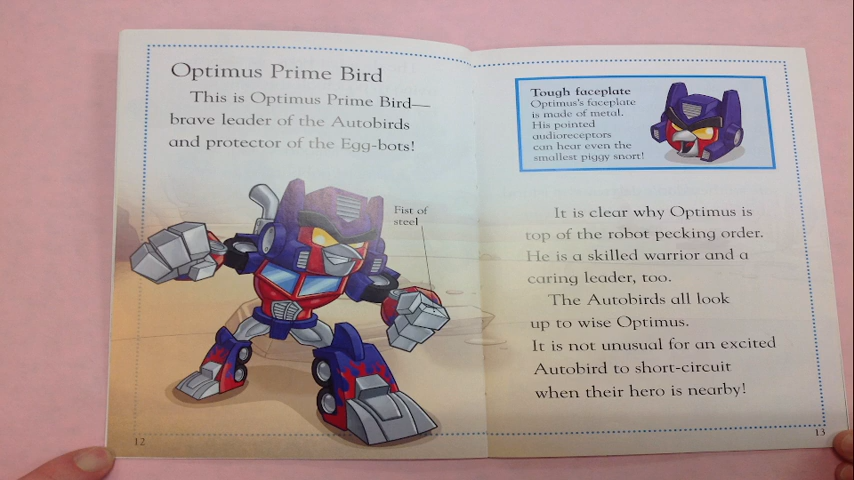 Optimus Prime Bird
This is Optimus Prime Bird—
brave leader of the Autobirds
and protector of the Egg-bots!
Fist of
steel
12
Tough faceplate
Optimus's faceplate
is made of metal.
His pointed
audioreceptors
can hear even the
smallest piggy snort!
It is clear why Optimus is
top of the robot pecking order.
He is a skilled warrior and a
caring leader, too.
The Autobirds all look
up to wise Optimus.
It is not unusual for an excited
Autobird to short-circuit
when their hero is nearby!
13